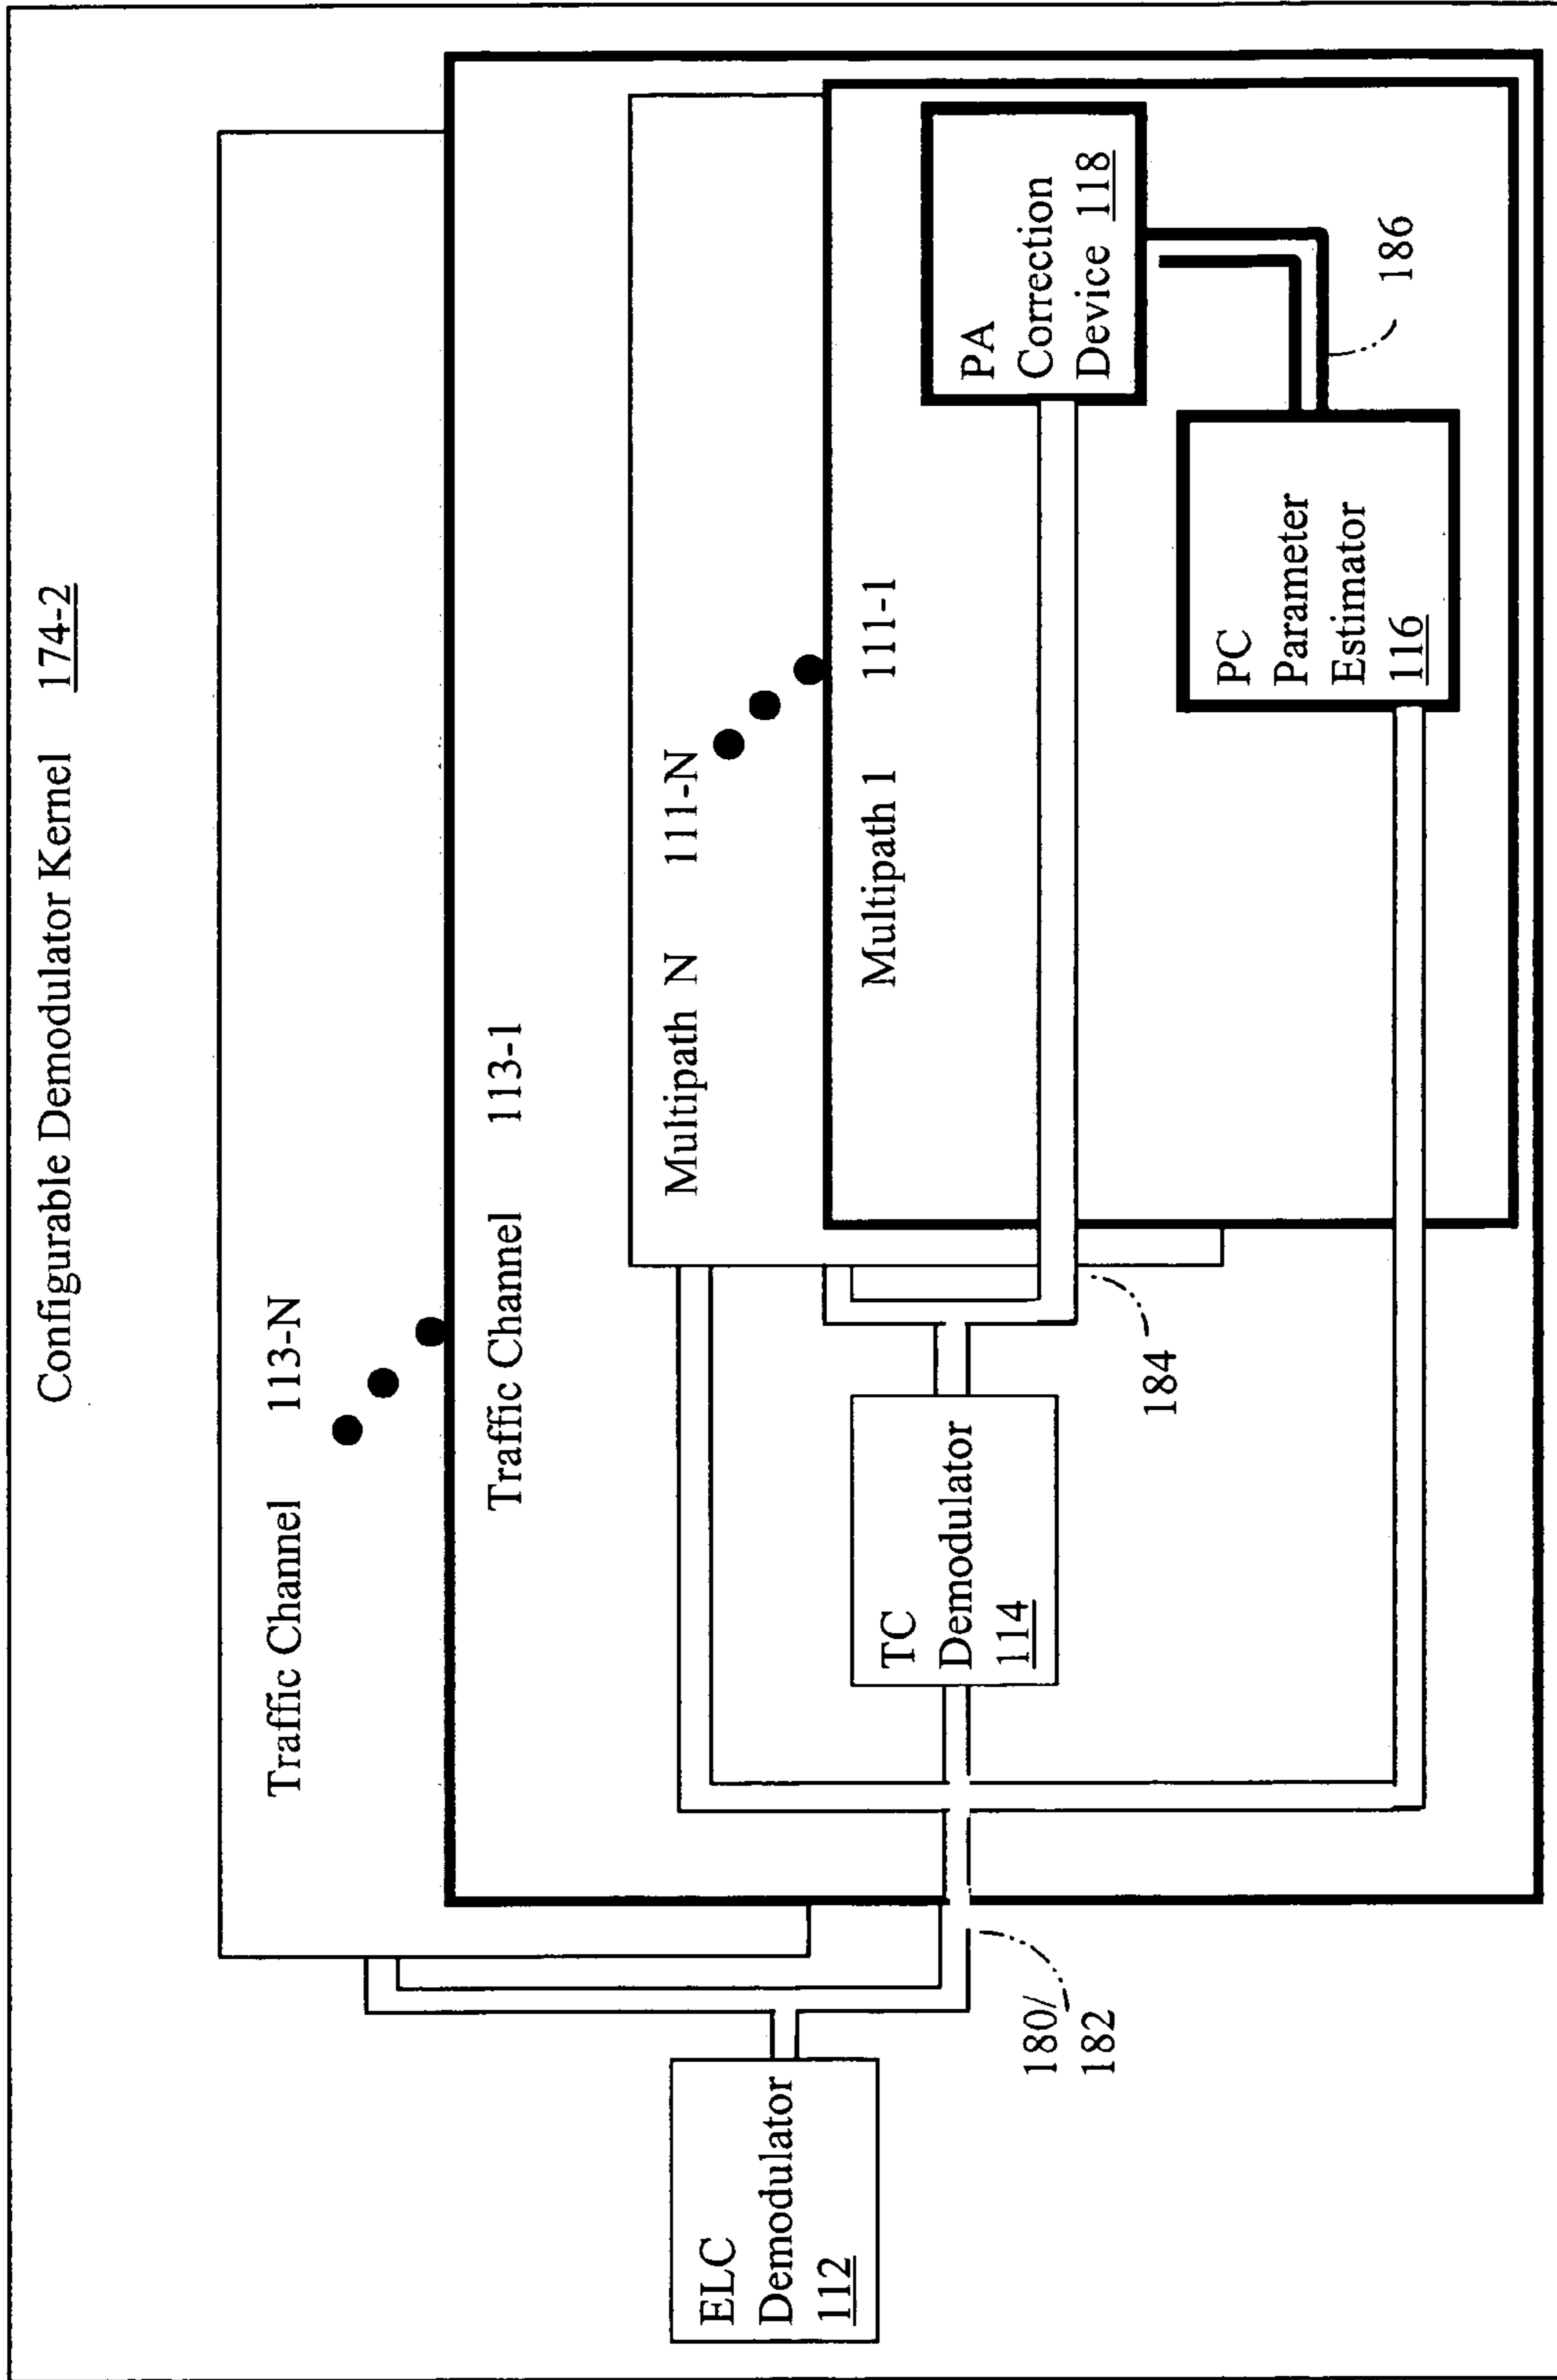 Configurable Demodulator Kernel 174-2
Traffic Channel 113-N
Traffic Channel 113-1
Multipath N 111-N
Multipath 1 111-1
ELC
Demodulator
112
180/
182
TC
Demodulator
114
184
PC
Parameter
Estimator
116
PA
Correction
Device 118
186